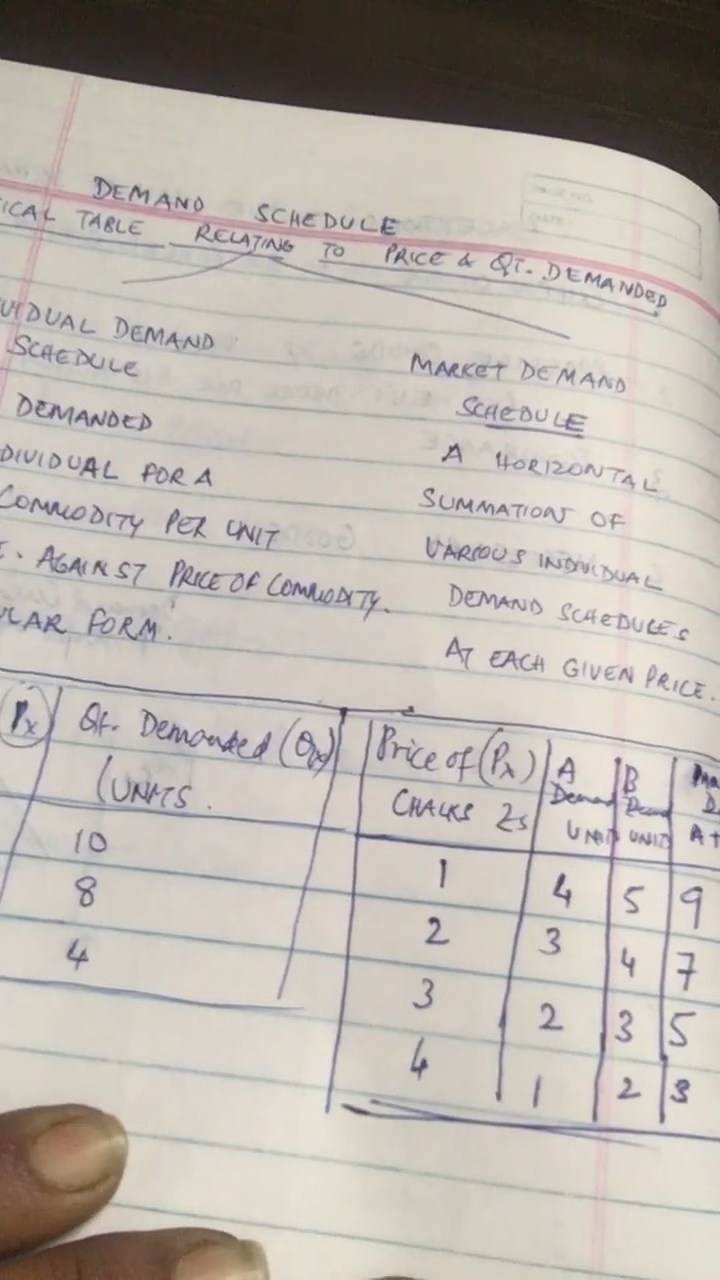 DEMAND SCHEDULE
ICAL TABLE RELATING TO PRICE & QT. DEMANDED
VIDUAL DEMAND
SCHEDULE
DEMANDED
DIVIDUAL FOR A
COMMODITY PER UNIT
. AGAINST PRICE OF COMMODITY.
ULAR FORM.
MARKET DEMAND
SCHEDULE
A HORIZONTAL
SUMMATION OF
VARIOUS INDIVIDUAL
DEMAND SCHEDULES
AT EACH GIVEN PRICE.
Px Qt. Demanded (Qx)
(UNITS.
10
8
4
Price of (Px) A B
CHALKS Demand
UNIT UNIT A+
1 4 5 9
2 3 4 7
3 2 3 5
4 1 2 3